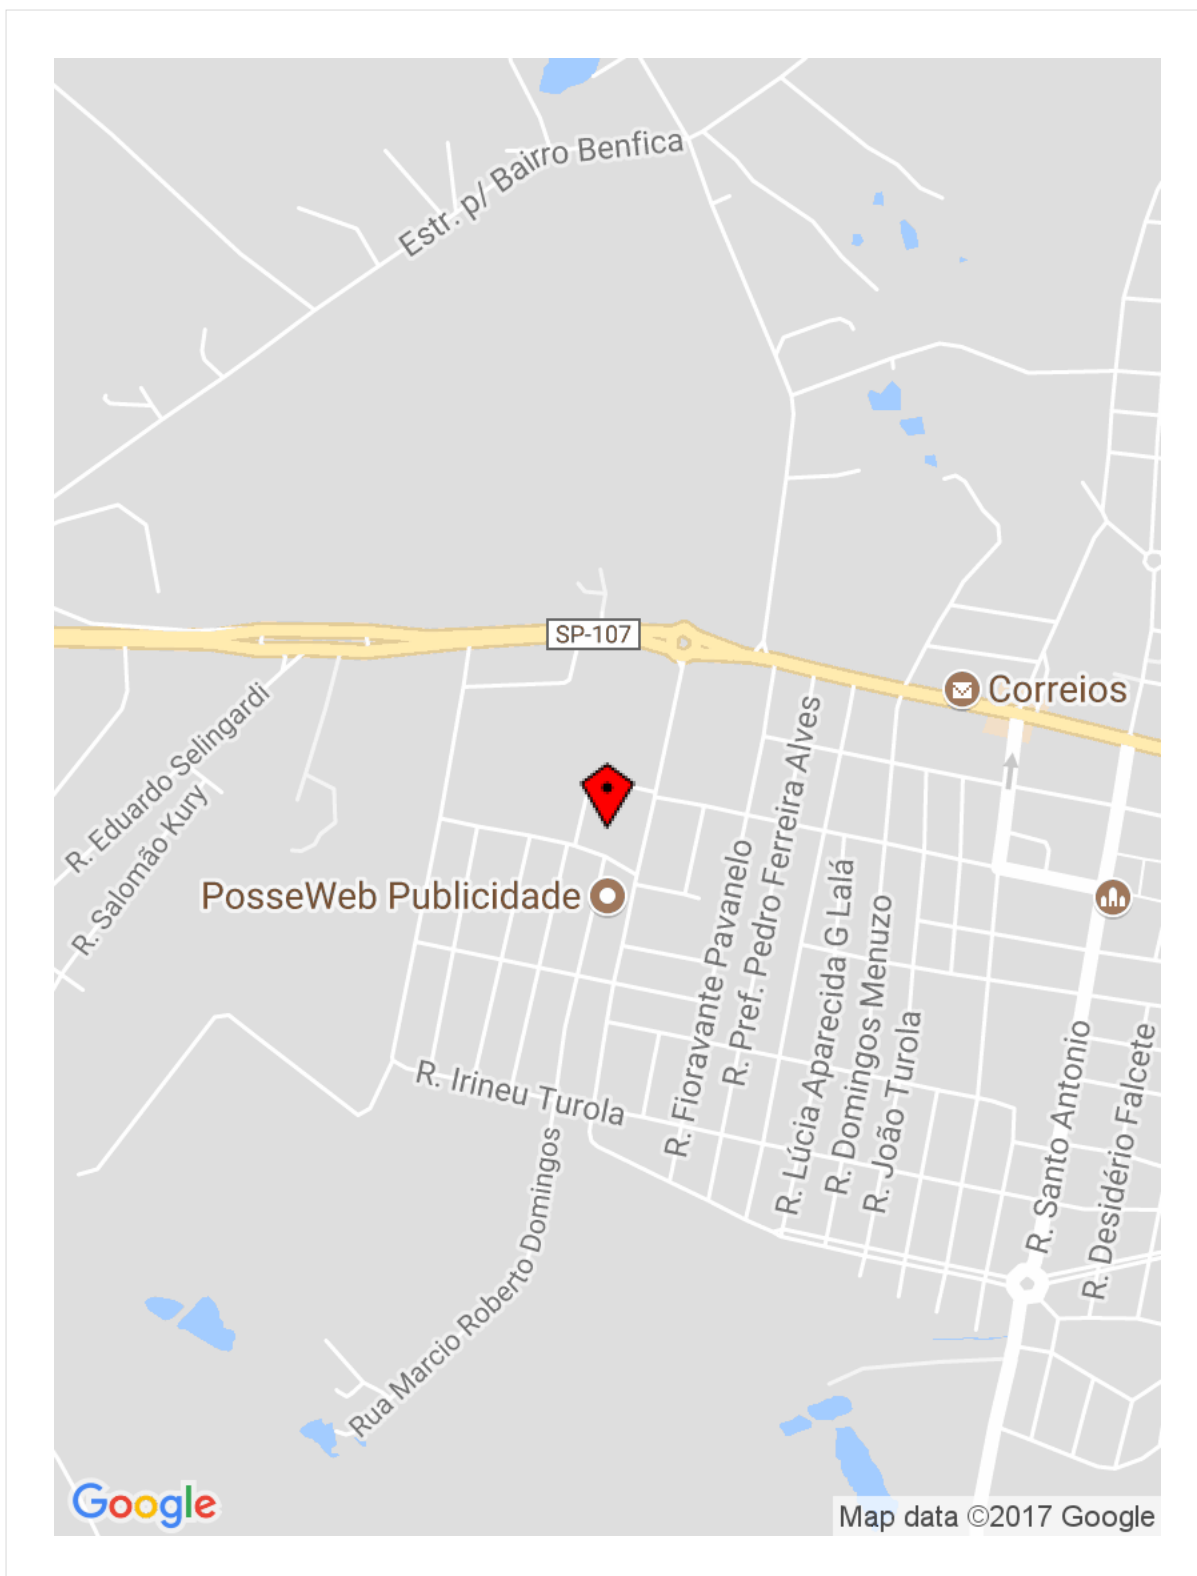 Estr. p/ Bairro Benfica
SP-107
Correios
R. Eduardo Selingardi
R. Salomão Kury
R. Pref. Pedro Ferreira Alves
PosseWeb Publicidade
R. Fioravante Pavanelo
R. Lúcia Aparecida G Lalá
R. Domingos Menuzo
R. João Turola
R. Irineu Turola
R. Santo Antonio
R. Desidério Falcete
Rua Marcio Roberto Domingos
Google
Map data ©2017 Google